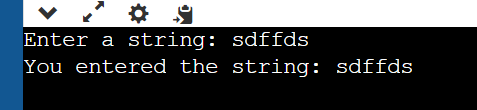 Enter a string: sdffds
You entered the string: sdffds